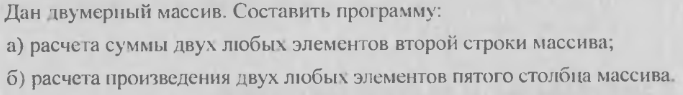 Дан двумерный массив. Составить программу:
а) расчета суммы двух любых элементов второй строки массива;
б) расчета произведения двух любых элементов пятого столбца массива.